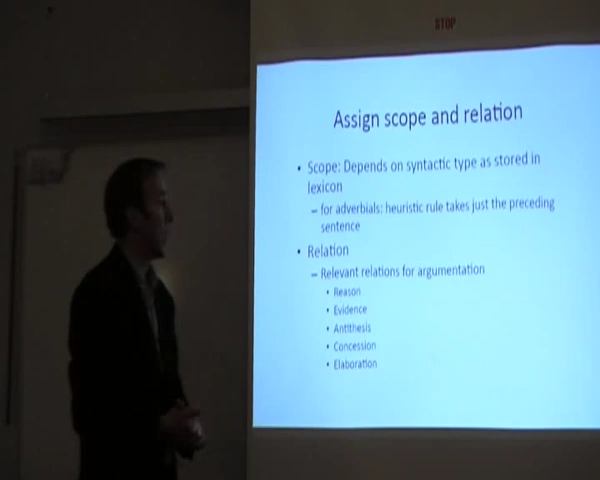 STOP
Assign scope and relation
• Scope: Depends on syntactic type as stored in
lexicon
– for adverbials: heuristic rule takes just the preceding
sentence
• Relation
– Relevant relations for argumentation
• Reason
• Evidence
• Antithesis
• Concession
• Elaboration